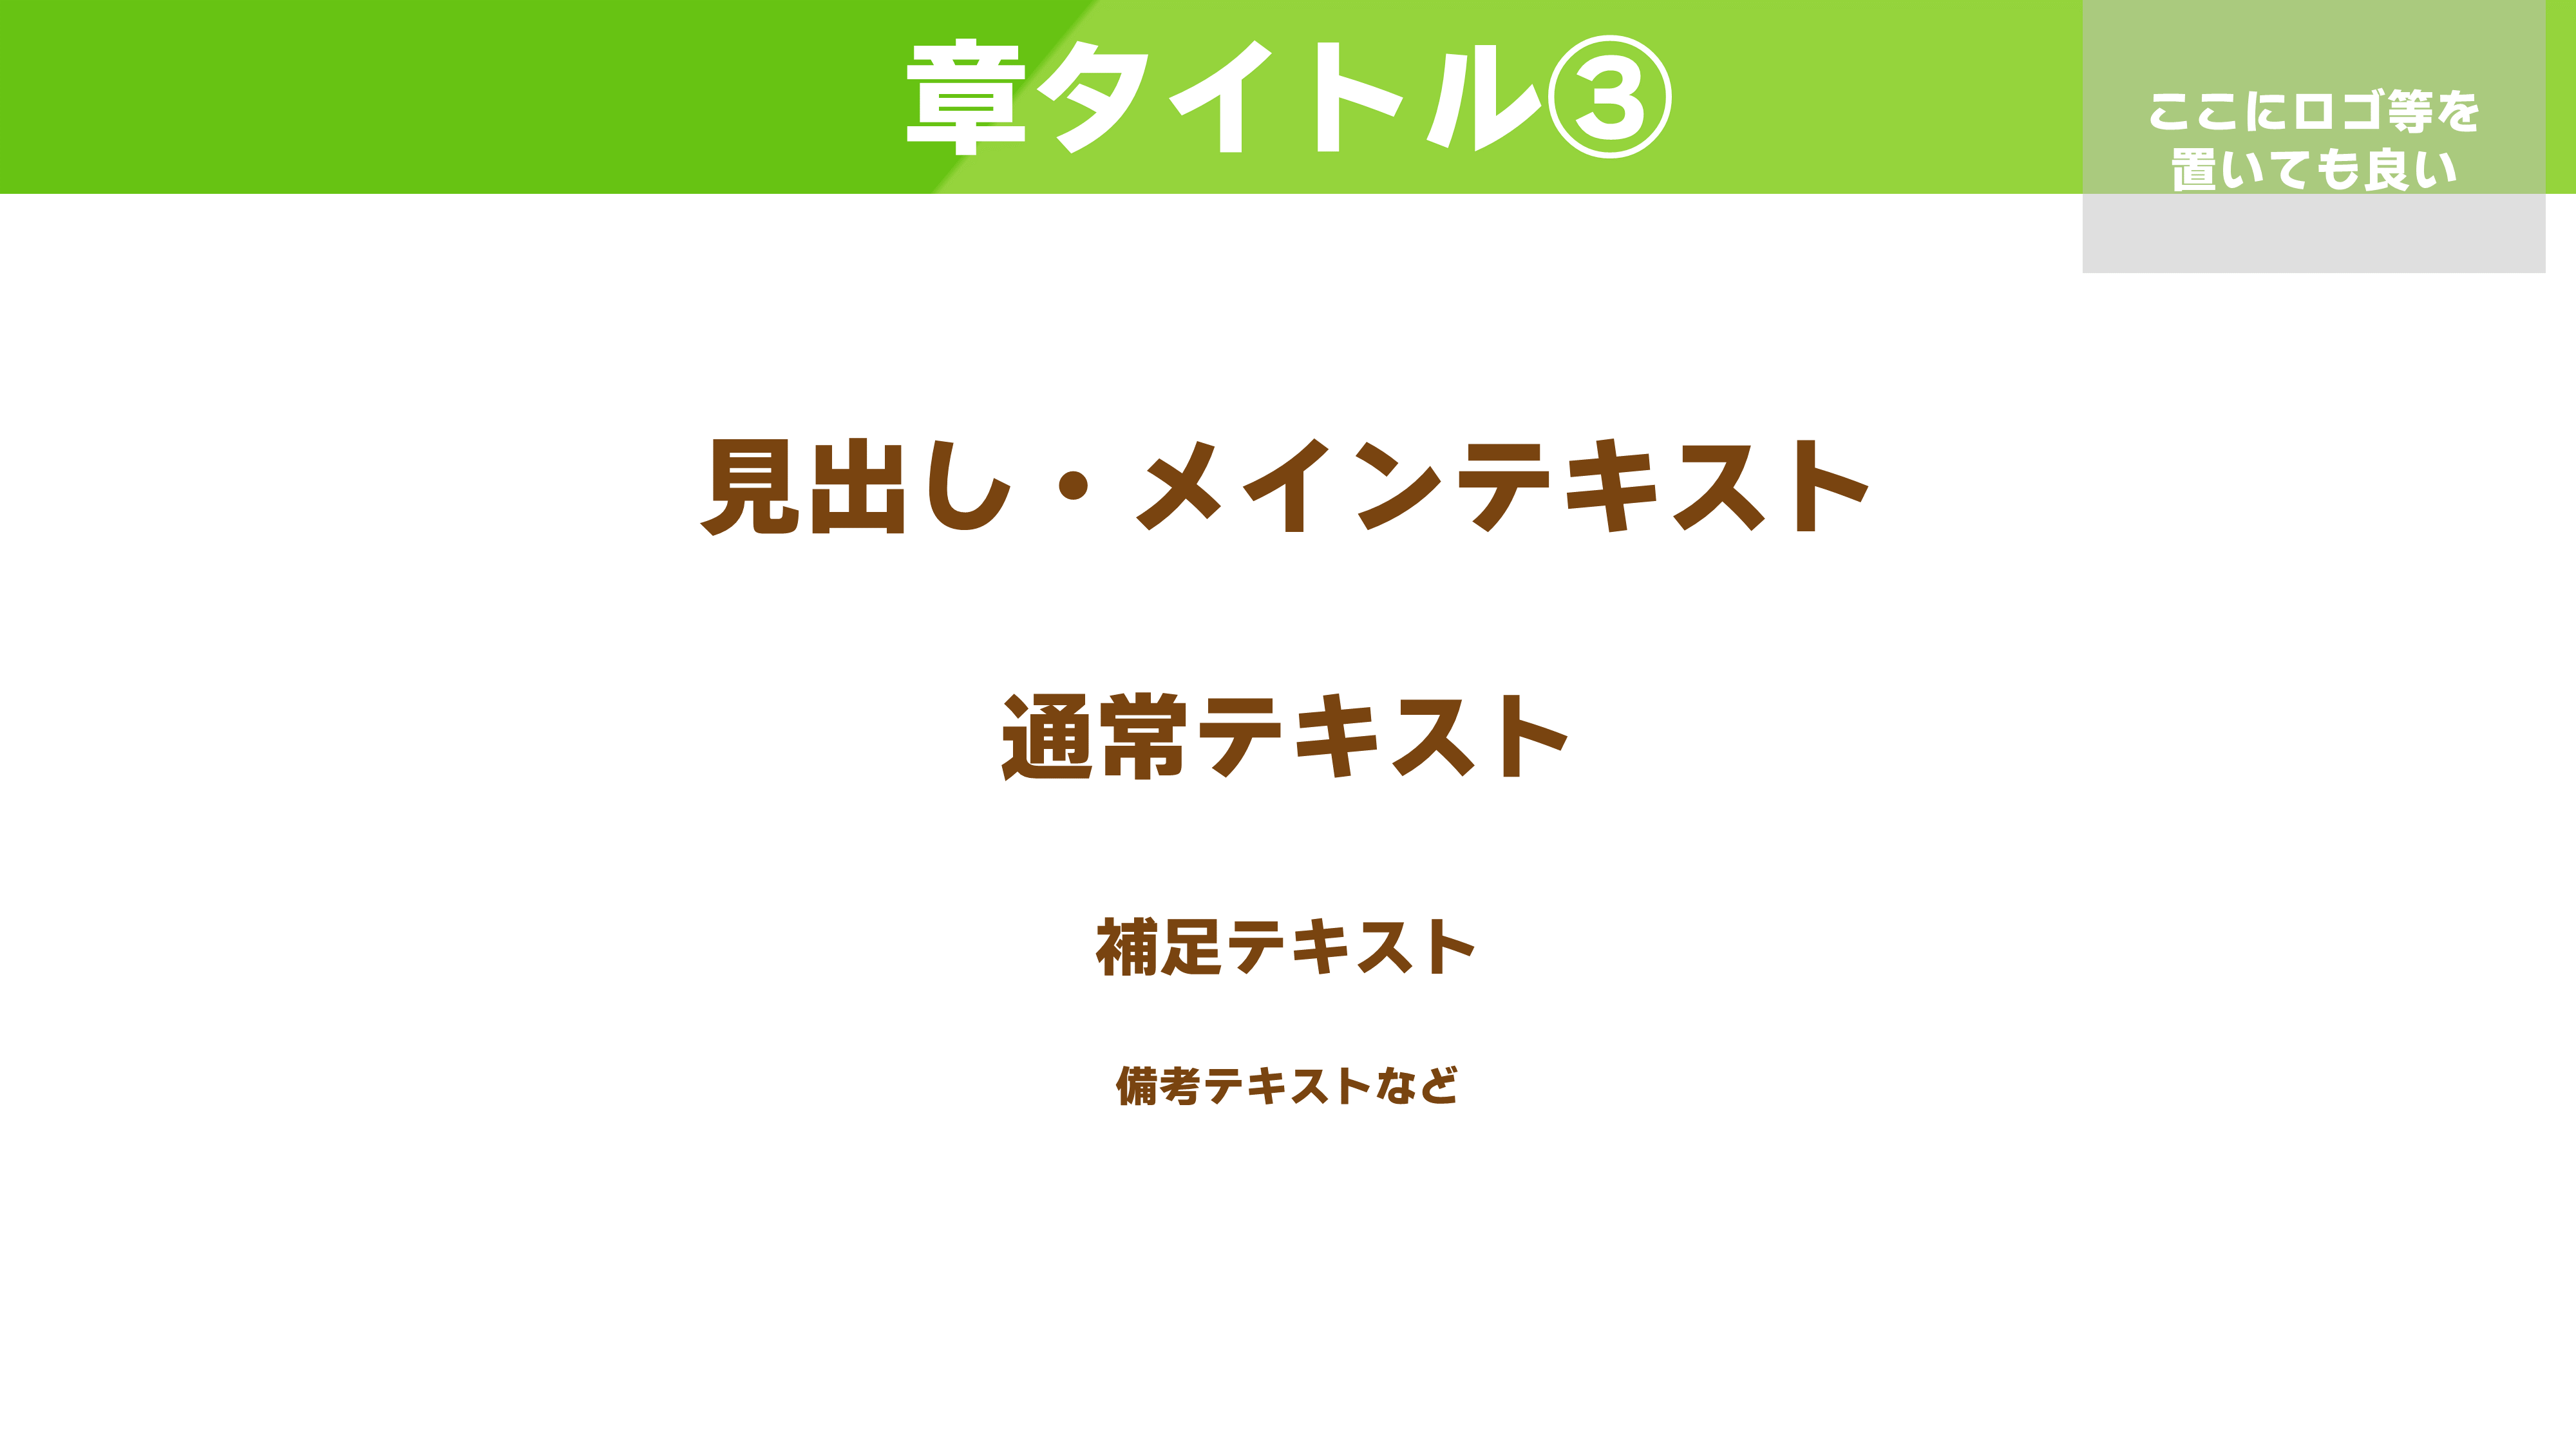 章タイトル③
ここにロゴ等を
置いても良い
見出し・メインテキスト
通常テキスト
補足テキスト
備考テキストなど